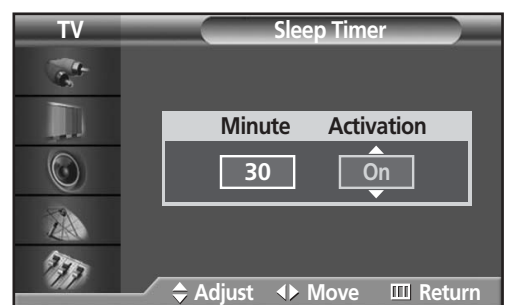 TV
Sleep Timer
Minute Activation
30 On
Adjust Move Return